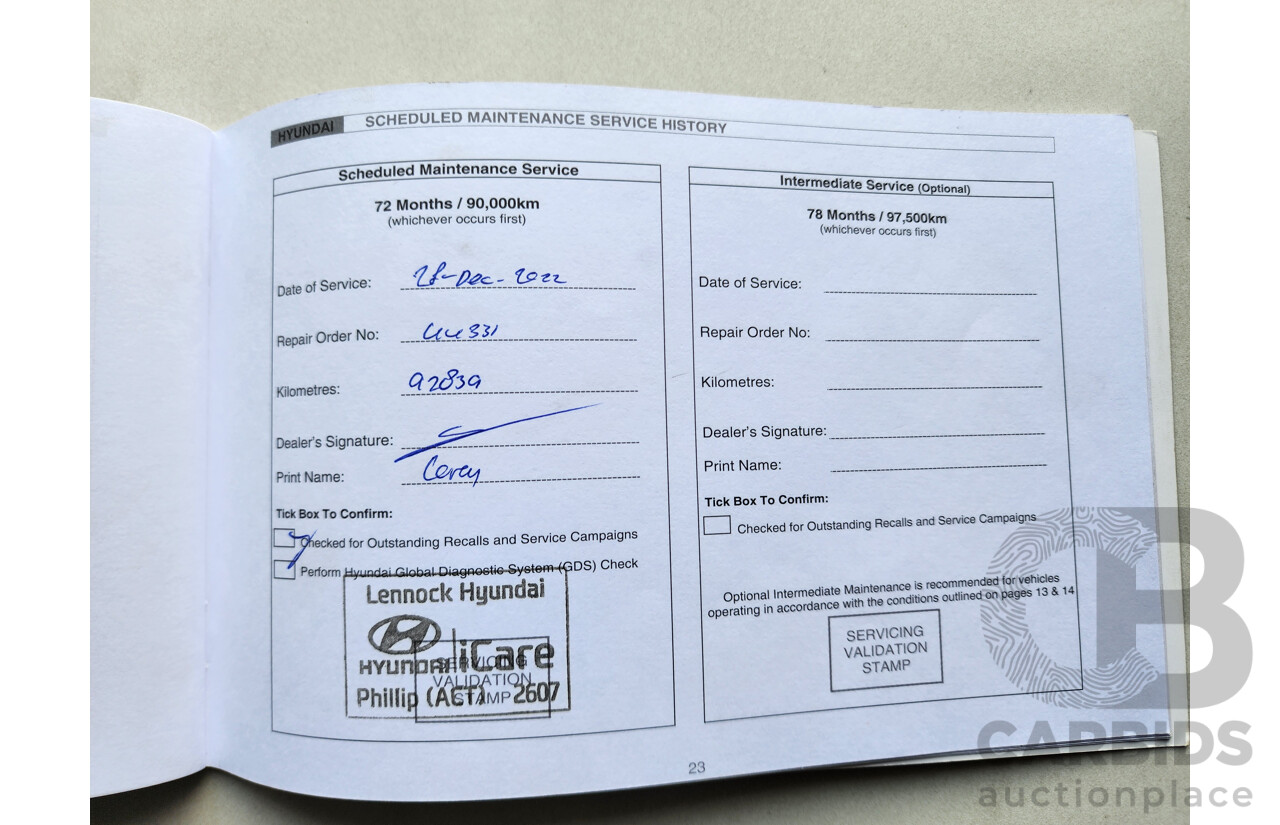 HYUNDAI SCHEDULED MAINTENANCE SERVICE HISTORY
Scheduled Maintenance Service
72 Months / 90,000km
(whichever occurs first)
Date of Service: 28-Dec-2022
Repair Order No: 331
Kilometres: 92839
Dealer's Signature:
Print Name: Corey
Tick Box To Confirm:
Checked for Outstanding Recalls and Service Campaigns
Perform Hyundai Global Diagnostic System (GDS) Check
Lennock Hyundai
HYUNDAI iCare
Phillip (ACT) 2607
SERVICING
VALIDATION
STAMP
Intermediate Service (Optional)
78 Months / 97,500km
(whichever occurs first)
Date of Service:
Repair Order No:
Kilometres:
Dealer's Signature:
Print Name:
Tick Box To Confirm:
Checked for Outstanding Recalls and Service Campaigns
Optional Intermediate Maintenance is recommended for vehicles
operating in accordance with the conditions outlined on pages 13 & 14
SERVICING
VALIDATION
STAMP
23
CB
CARBIDS
auctionplace